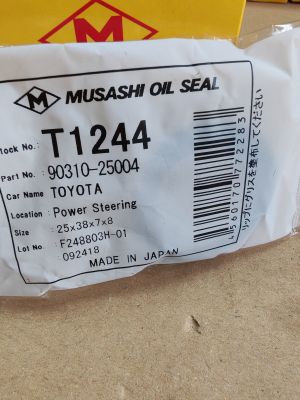 M MUSASHI OIL SEAL
Stock No.: T1244
Part No.: 90310-25004
Car Name: TOYOTA
Location: Power Steering
Size: 25x38x7x8
Lot No.: F248803H-01
:092418
MADE IN JAPAN
4560170772283
リップにグリスを塗布してください